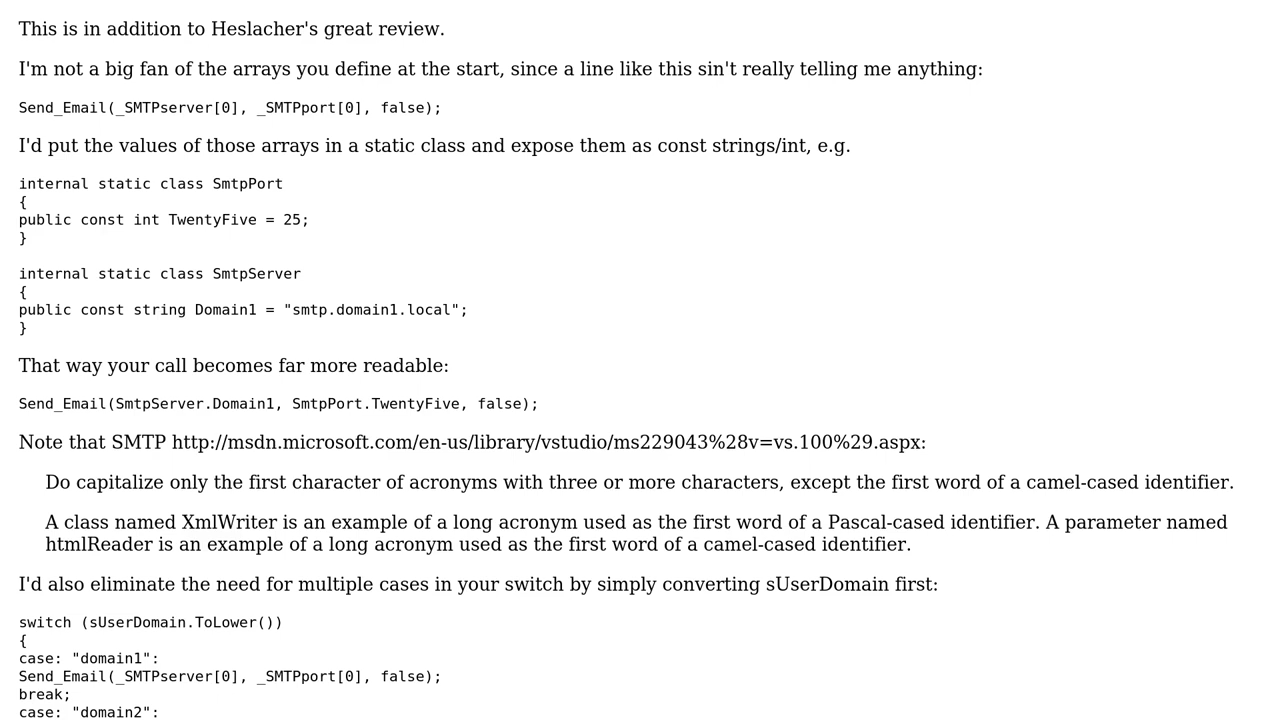 This is in addition to Heslacher's great review.
I'm not a big fan of the arrays you define at the start, since a line like this sin't really telling me anything:
Send_Email(_SMTPserver[0], _SMTPport[0], false);
I'd put the values of those arrays in a static class and expose them as const strings/int, e.g.
internal static class SmtpPort
{
public const int TwentyFive = 25;
}
internal static class SmtpServer
{
public const string Domain1 = "smtp.domain1.local";
}
That way your call becomes far more readable:
Send_Email(SmtpServer.Domain1, SmtpPort.TwentyFive, false);
Note that SMTP http://msdn.microsoft.com/en-us/library/vstudio/ms229043%28v=vs.100%29.aspx:
Do capitalize only the first character of acronyms with three or more characters, except the first word of a camel-cased identifier.
A class named XmlWriter is an example of a long acronym used as the first word of a Pascal-cased identifier. A parameter named
htmlReader is an example of a long acronym used as the first word of a camel-cased identifier.
I'd also eliminate the need for multiple cases in your switch by simply converting sUserDomain first:
switch (sUserDomain.ToLower())
{
case: "domain1":
Send_Email(_SMTPserver[0], _SMTPport[0], false);
break;
case: "domain2":